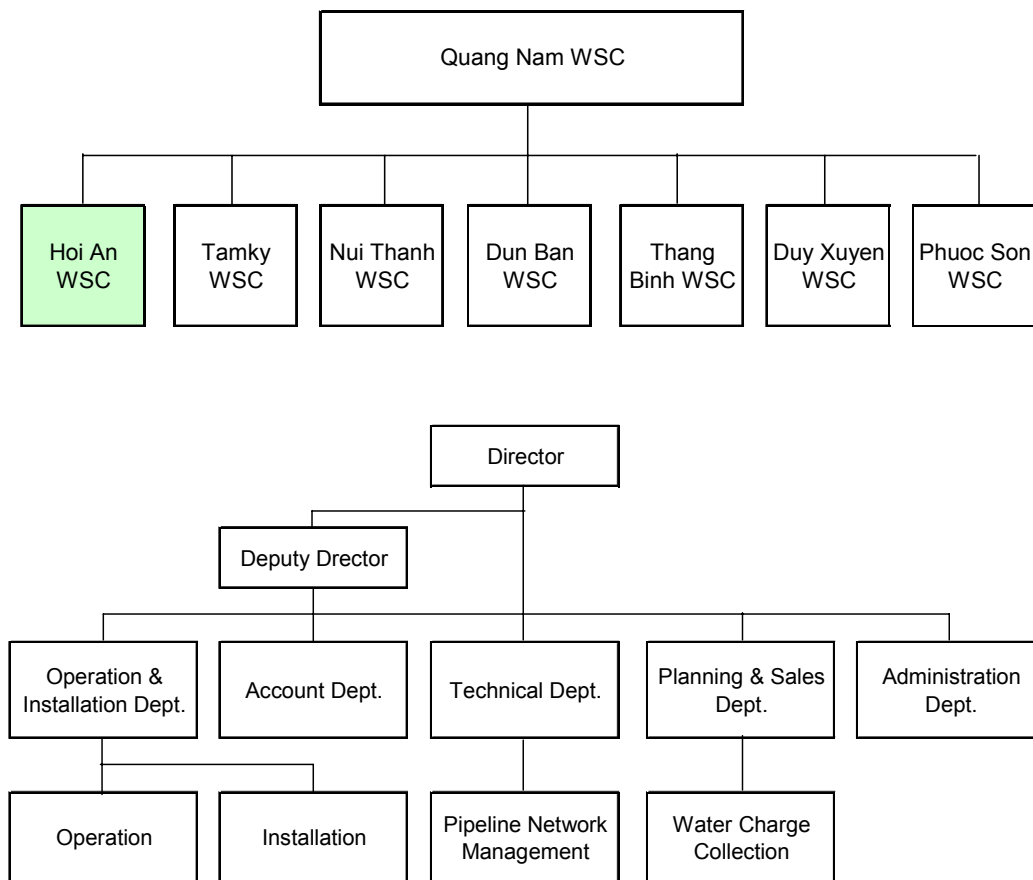 Quang Nam WSC
Hoi An
WSC
Tamky
WSC
Nui Thanh
WSC
Dun Ban
WSC
Thang
Binh WSC
Duy Xuyen
WSC
Phuoc Son
WSC
Director
Deputy Drector
Operation &
Installation Dept.
Account Dept.
Technical Dept.
Planning & Sales
Dept.
Administration
Dept.
Operation
Installation
Pipeline Network
Management
Water Charge
Collection